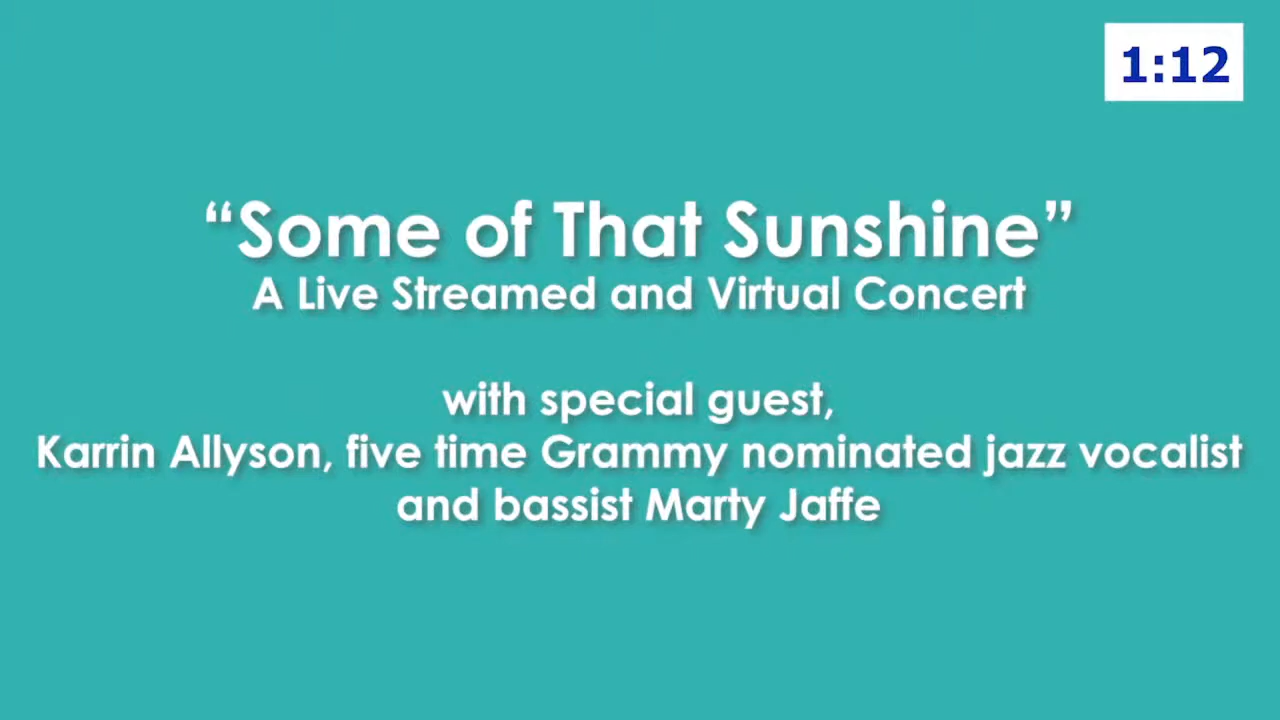 1:12
“Some of That Sunshine”
A Live Streamed and Virtual Concert
with special guest,
Karrin Allyson, five time Grammy nominated jazz vocalist
and bassist Marty Jaffe